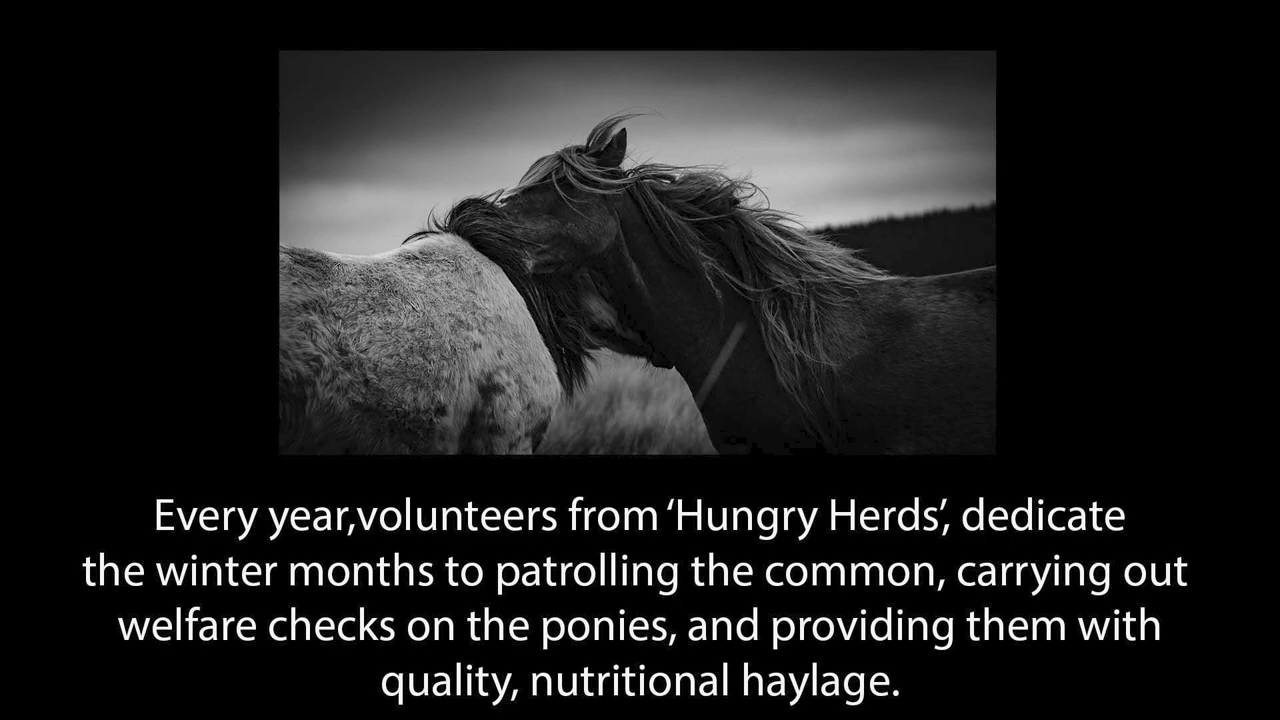 Every year,volunteers from ‘Hungry Herds’, dedicate
the winter months to patrolling the common, carrying out
welfare checks on the ponies, and providing them with
quality, nutritional haylage.